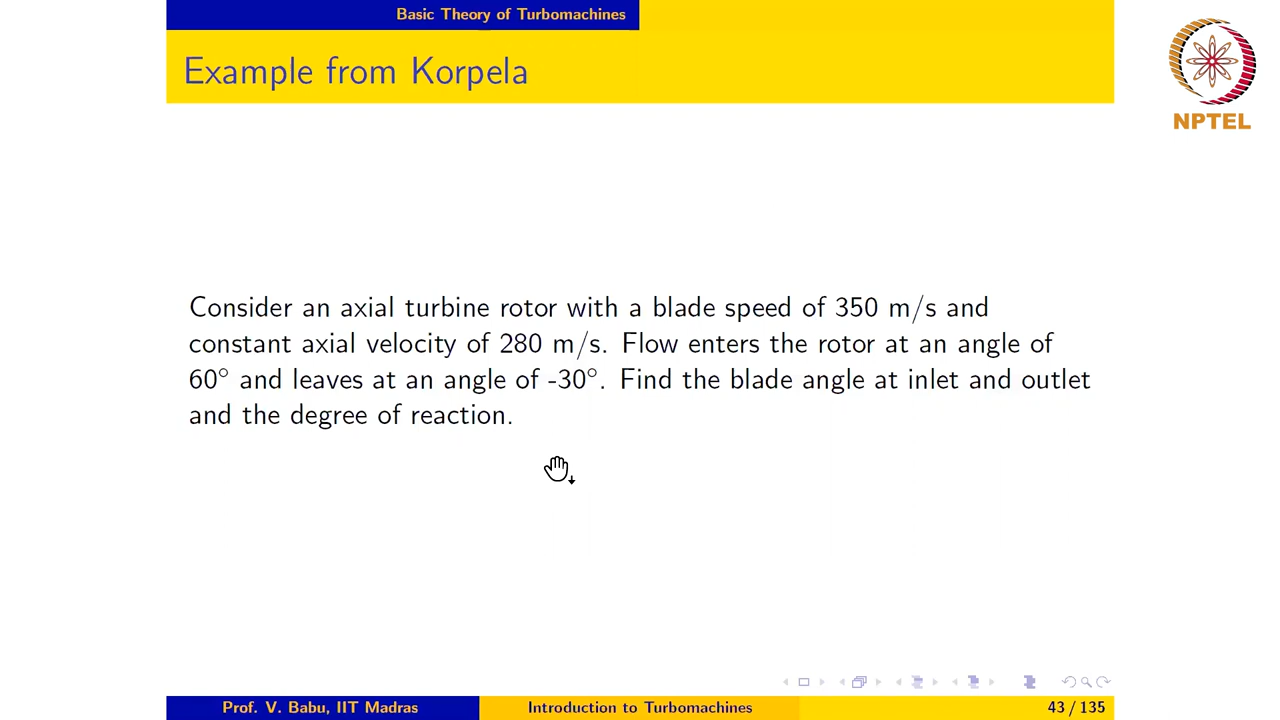 Basic Theory of Turbomachines
Example from Korpela
NPTEL
Consider an axial turbine rotor with a blade speed of 350 m/s and
constant axial velocity of 280 m/s. Flow enters the rotor at an angle of
60° and leaves at an angle of -30°. Find the blade angle at inlet and outlet
and the degree of reaction.
Prof. V. Babu, IIT Madras
Introduction to Turbomachines
43 / 135